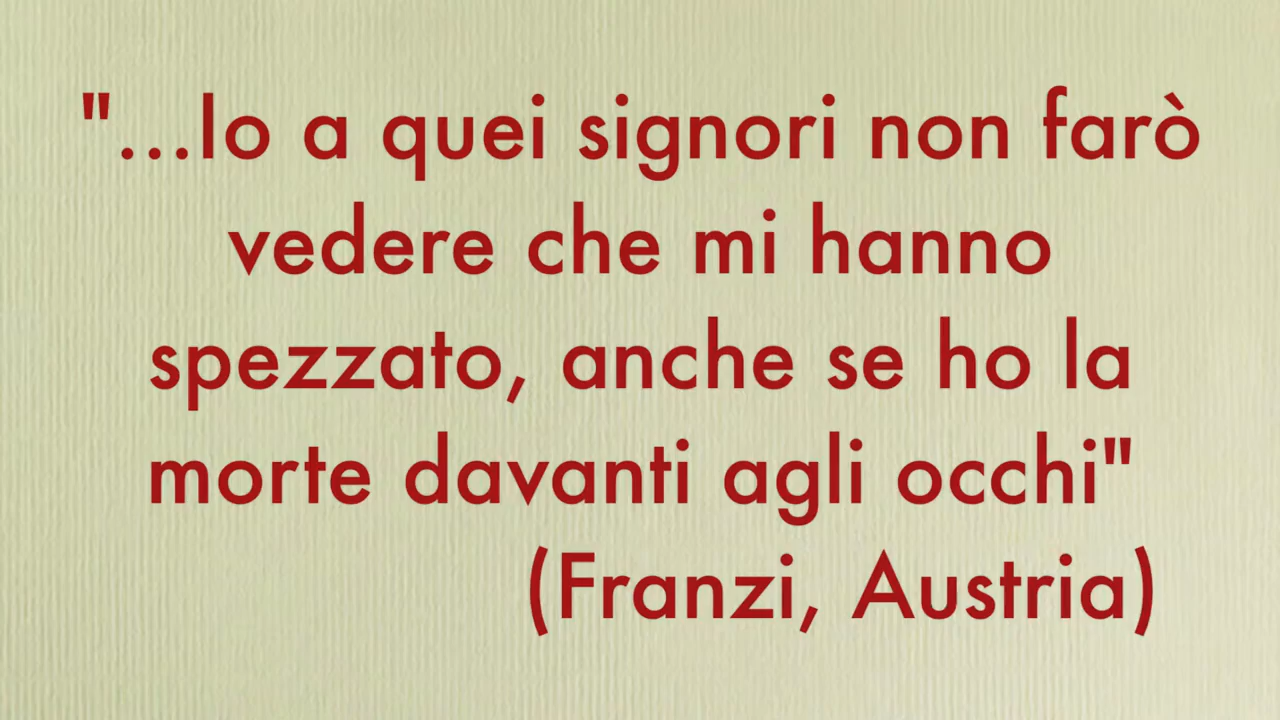 "...Io a quei signori non farò
vedere che mi hanno
spezzato, anche se ho la
morte davanti agli occhi"
(Franzi, Austria)